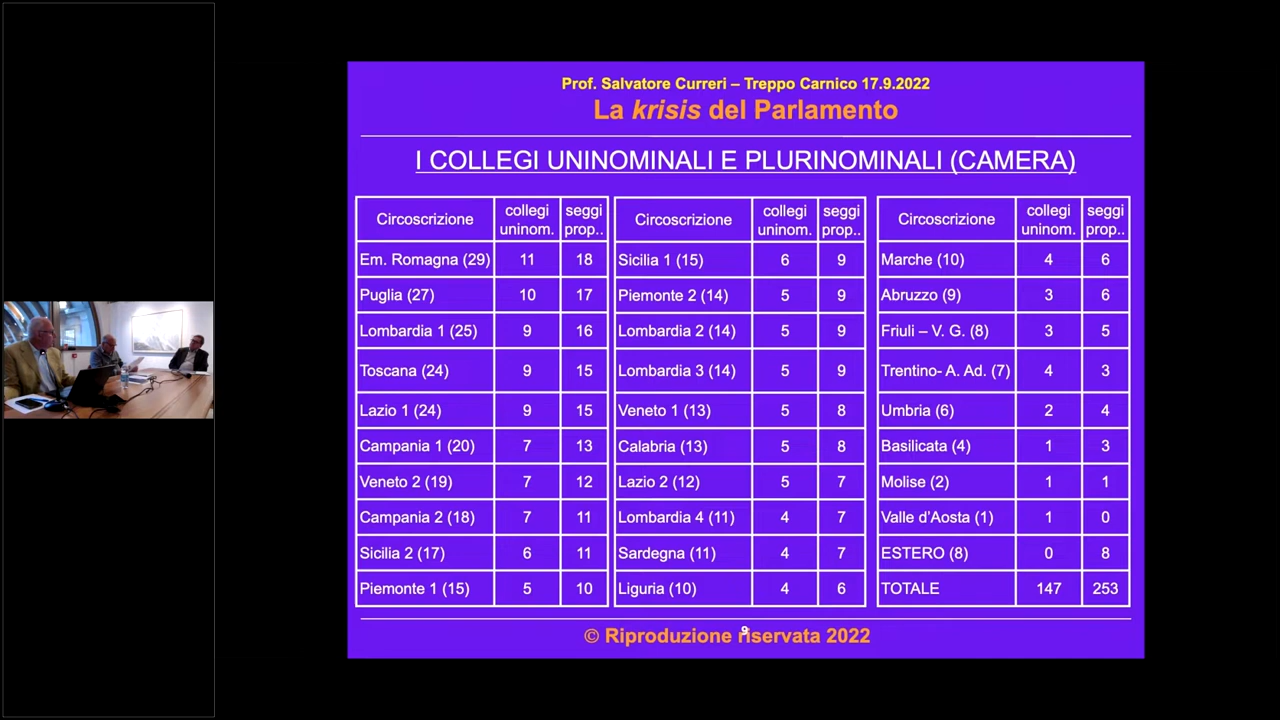 Prof. Salvatore Curreri – Treppo Carnico 17.9.2022
La krisis del Parlamento
I COLLEGI UNINOMINALI E PLURINOMINALI (CAMERA)
Circoscrizione collegi uninom. seggi prop..
Em. Romagna (29) 11 18
Puglia (27) 10 17
Lombardia 1 (25) 9 16
Toscana (24) 9 15
Lazio 1 (24) 9 15
Campania 1 (20) 7 13
Veneto 2 (19) 7 12
Campania 2 (18) 7 11
Sicilia 2 (17) 6 11
Piemonte 1 (15) 5 10
Circoscrizione collegi uninom. seggi prop..
Sicilia 1 (15) 6 9
Piemonte 2 (14) 5 9
Lombardia 2 (14) 5 9
Lombardia 3 (14) 5 9
Veneto 1 (13) 5 8
Calabria (13) 5 8
Lazio 2 (12) 5 7
Lombardia 4 (11) 4 7
Sardegna (11) 4 7
Liguria (10) 4 6
Circoscrizione collegi uninom. seggi prop..
Marche (10) 4 6
Abruzzo (9) 3 6
Friuli – V. G. (8) 3 5
Trentino- A. Ad. (7) 4 3
Umbria (6) 2 4
Basilicata (4) 1 3
Molise (2) 1 1
Valle d'Aosta (1) 1 0
ESTERO (8) 0 8
TOTALE 147 253
9
© Riproduzione riservata 2022